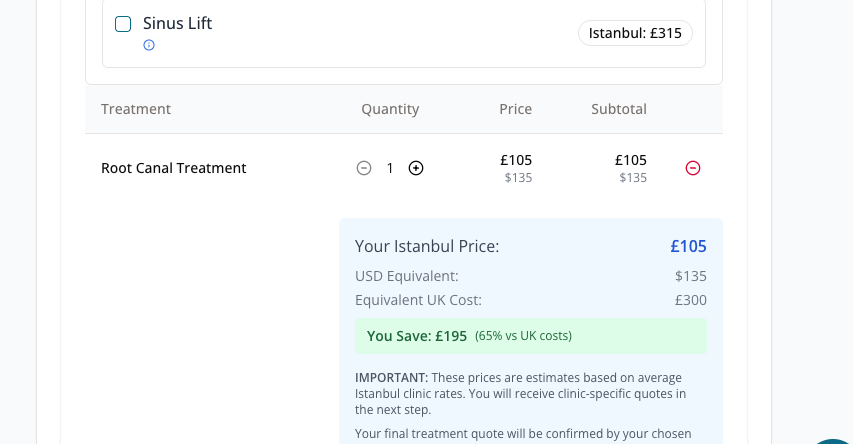 Sinus Lift
Istanbul: £315
Treatment Quantity Price Subtotal
Root Canal Treatment 1 £105 £105
$135 $135
Your Istanbul Price: £105
USD Equivalent: $135
Equivalent UK Cost: £300
You Save: £195 (65% vs UK costs)
IMPORTANT: These prices are estimates based on average
Istanbul clinic rates. You will receive clinic-specific quotes in
the next step.
Your final treatment quote will be confirmed by your chosen